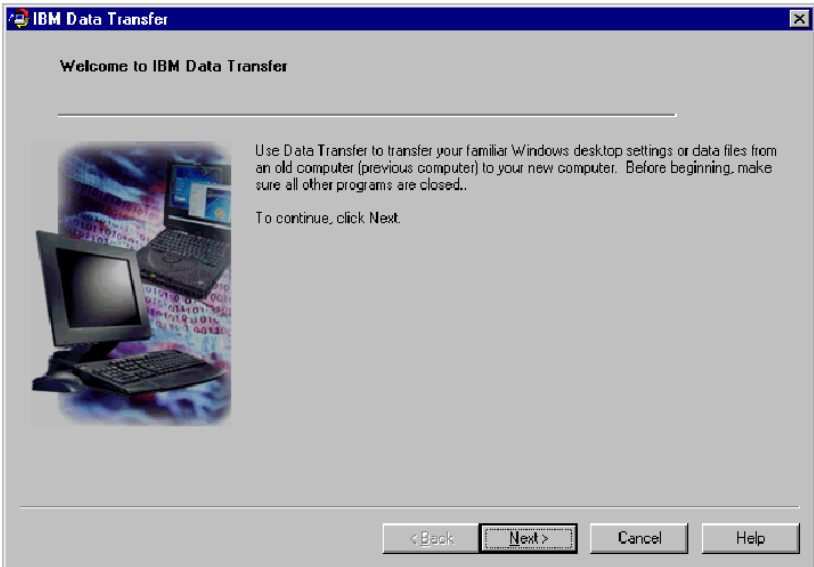 IBM Data Transfer
Welcome to IBM Data Transfer
Use Data Transfer to transfer your familiar Windows desktop settings or data files from
an old computer (previous computer) to your new computer. Before beginning, make
sure all other programs are closed..
To continue, click Next.
< Back
Next >
Cancel
Help